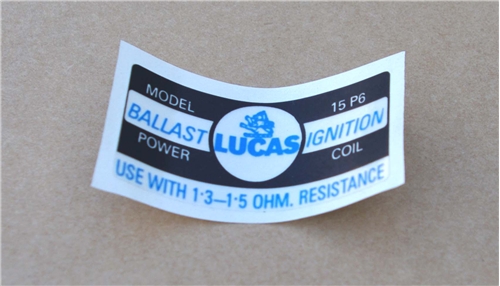 MODEL 15 P6
BALLAST LUCAS IGNITION
POWER COIL
USE WITH 1·3—1·5 OHM. RESISTANCE